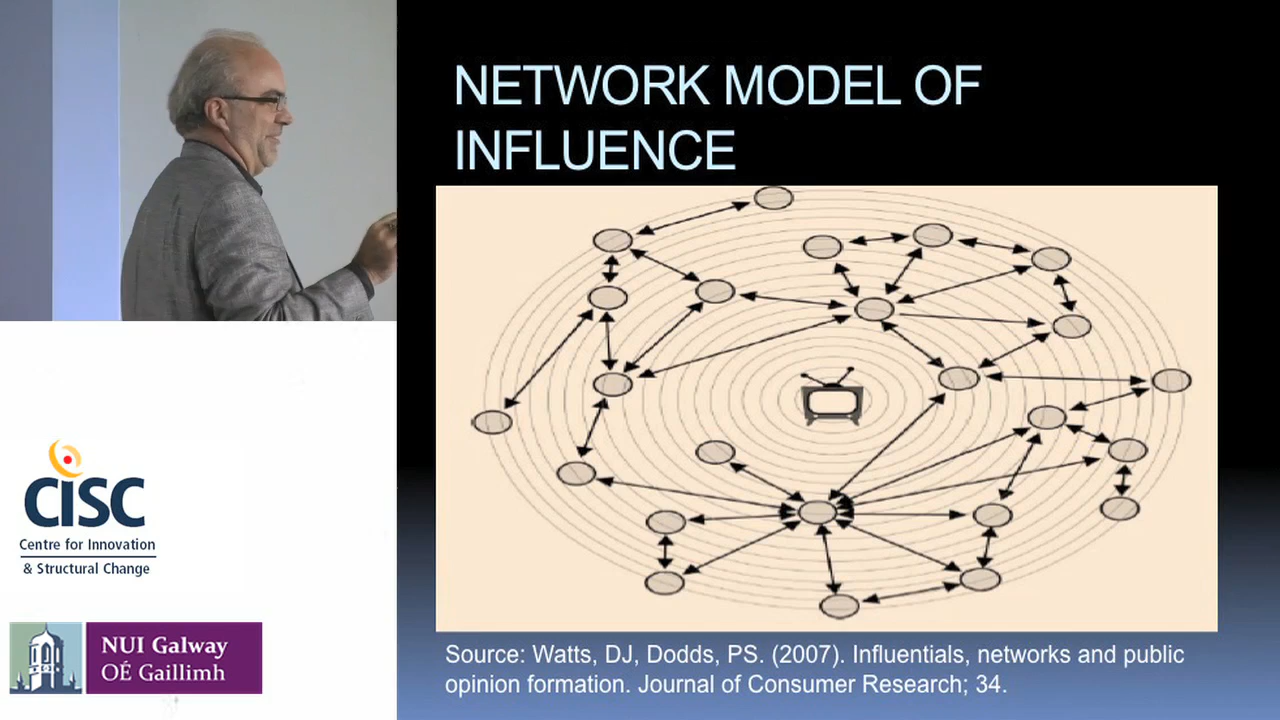 NETWORK MODEL OF
INFLUENCE
Source: Watts, DJ, Dodds, PS. (2007). Influentials, networks and public
opinion formation. Journal of Consumer Research; 34.
CISC
Centre for Innovation
& Structural Change
NUI Galway
OÉ Gaillimh